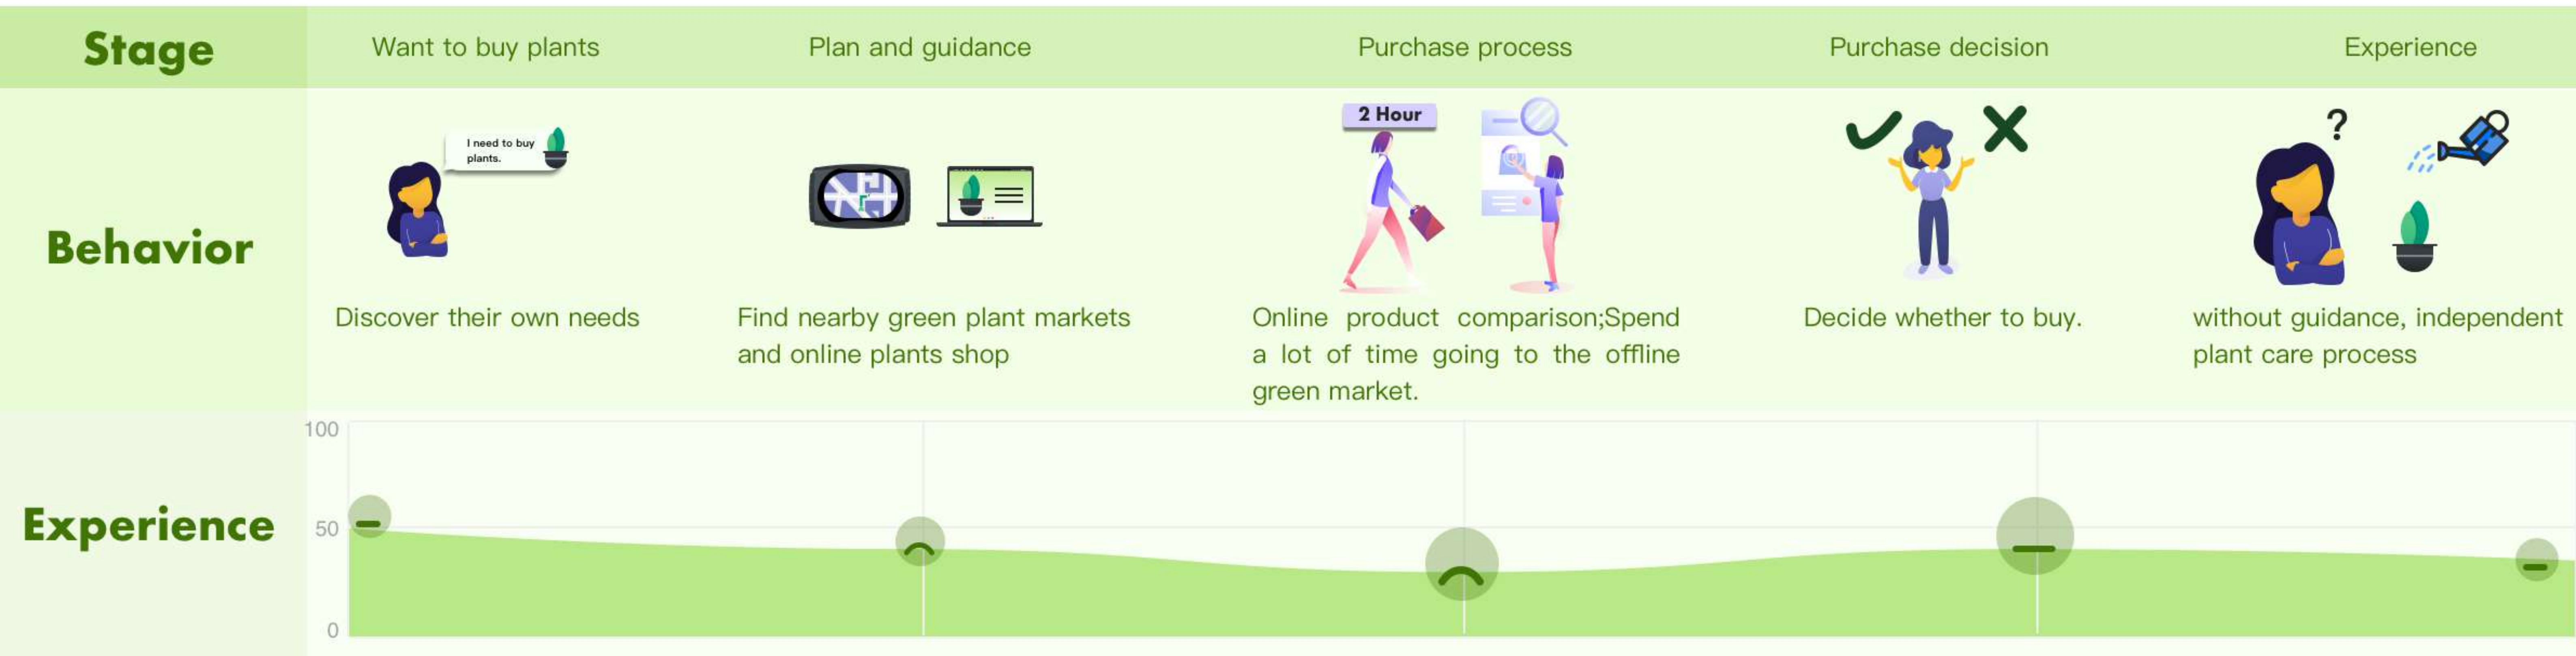 Stage
Want to buy plants
Plan and guidance
Purchase process
Purchase decision
Experience
Behavior
I need to buy
plants.
2 Hour
?
Discover their own needs
Find nearby green plant markets
and online plants shop
Online product comparison;Spend
a lot of time going to the offline
green market.
Decide whether to buy.
without guidance, independent
plant care process
Experience
100
50
0